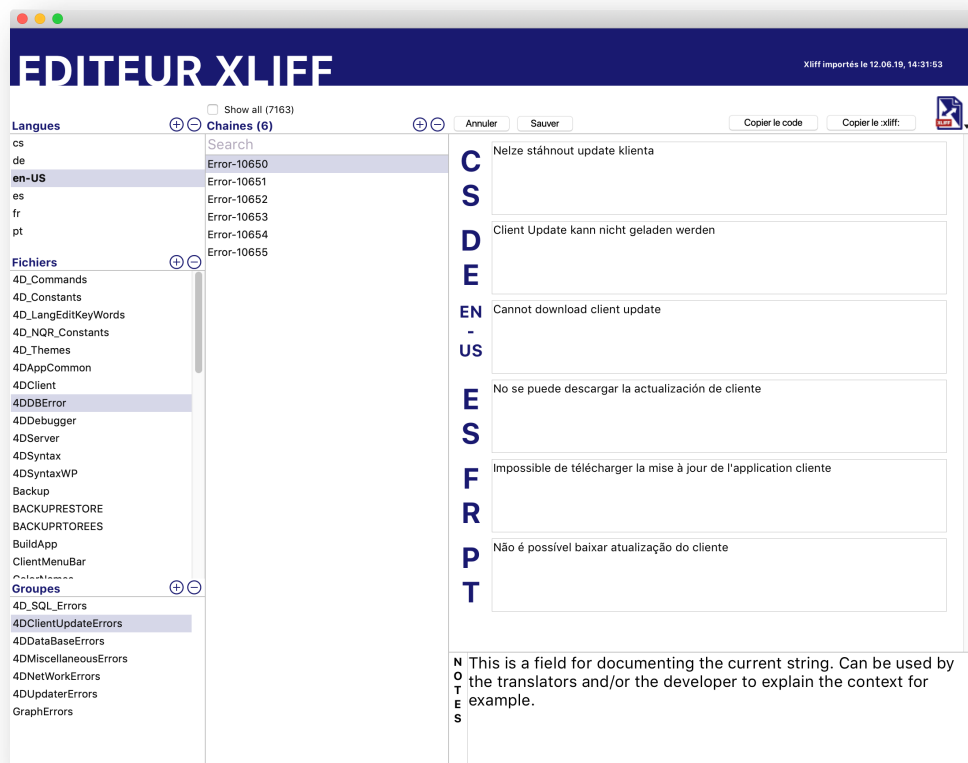 EDITEUR XLIFF
Xliff importés le 12.06.19, 14:31:53
Langues
cs
de
en-US
es
fr
pt
Fichiers
4D_Commands
4D_Constants
4D_LangEditKeyWords
4D_NQR_Constants
4D_Themes
4DAppCommon
4DClient
4DDBError
4DDebugger
4DServer
4DSyntax
4DSyntaxWP
Backup
BACKUPRESTORE
BACKUPRTOREES
BuildApp
ClientMenuBar
ColorNames
Groupes
4D_SQL_Errors
4DClientUpdateErrors
4DDataBaseErrors
4DMiscellaneousErrors
4DNetWorkErrors
4DUpdaterErrors
GraphErrors
Show all (7163)
Chaines (6)
Search
Error-10650
Error-10651
Error-10652
Error-10653
Error-10654
Error-10655
Annuler
Sauver
Copier le code
Copier le :xliff:
XLIFF
CS
Nelze stáhnout update klienta
DE
Client Update kann nicht geladen werden
EN-US
Cannot download client update
ES
No se puede descargar la actualización de cliente
FR
Impossible de télécharger la mise à jour de l'application cliente
PT
Não é possível baixar atualização do cliente
NOTES
This is a field for documenting the current string. Can be used by
the translators and/or the developer to explain the context for
example.